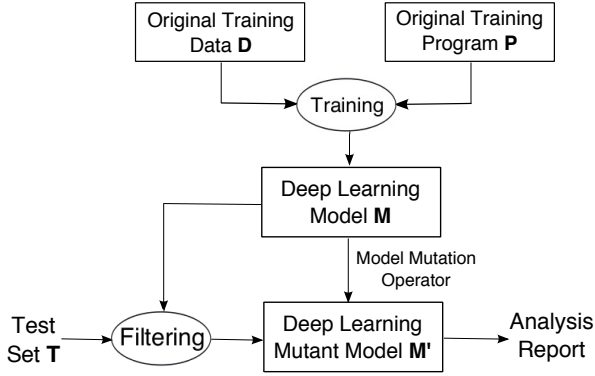 Original Training
Data D
Original Training
Program P
Training
Deep Learning
Model M
Model Mutation
Operator
Test
Set T
Filtering
Deep Learning
Mutant Model M'
Analysis
Report